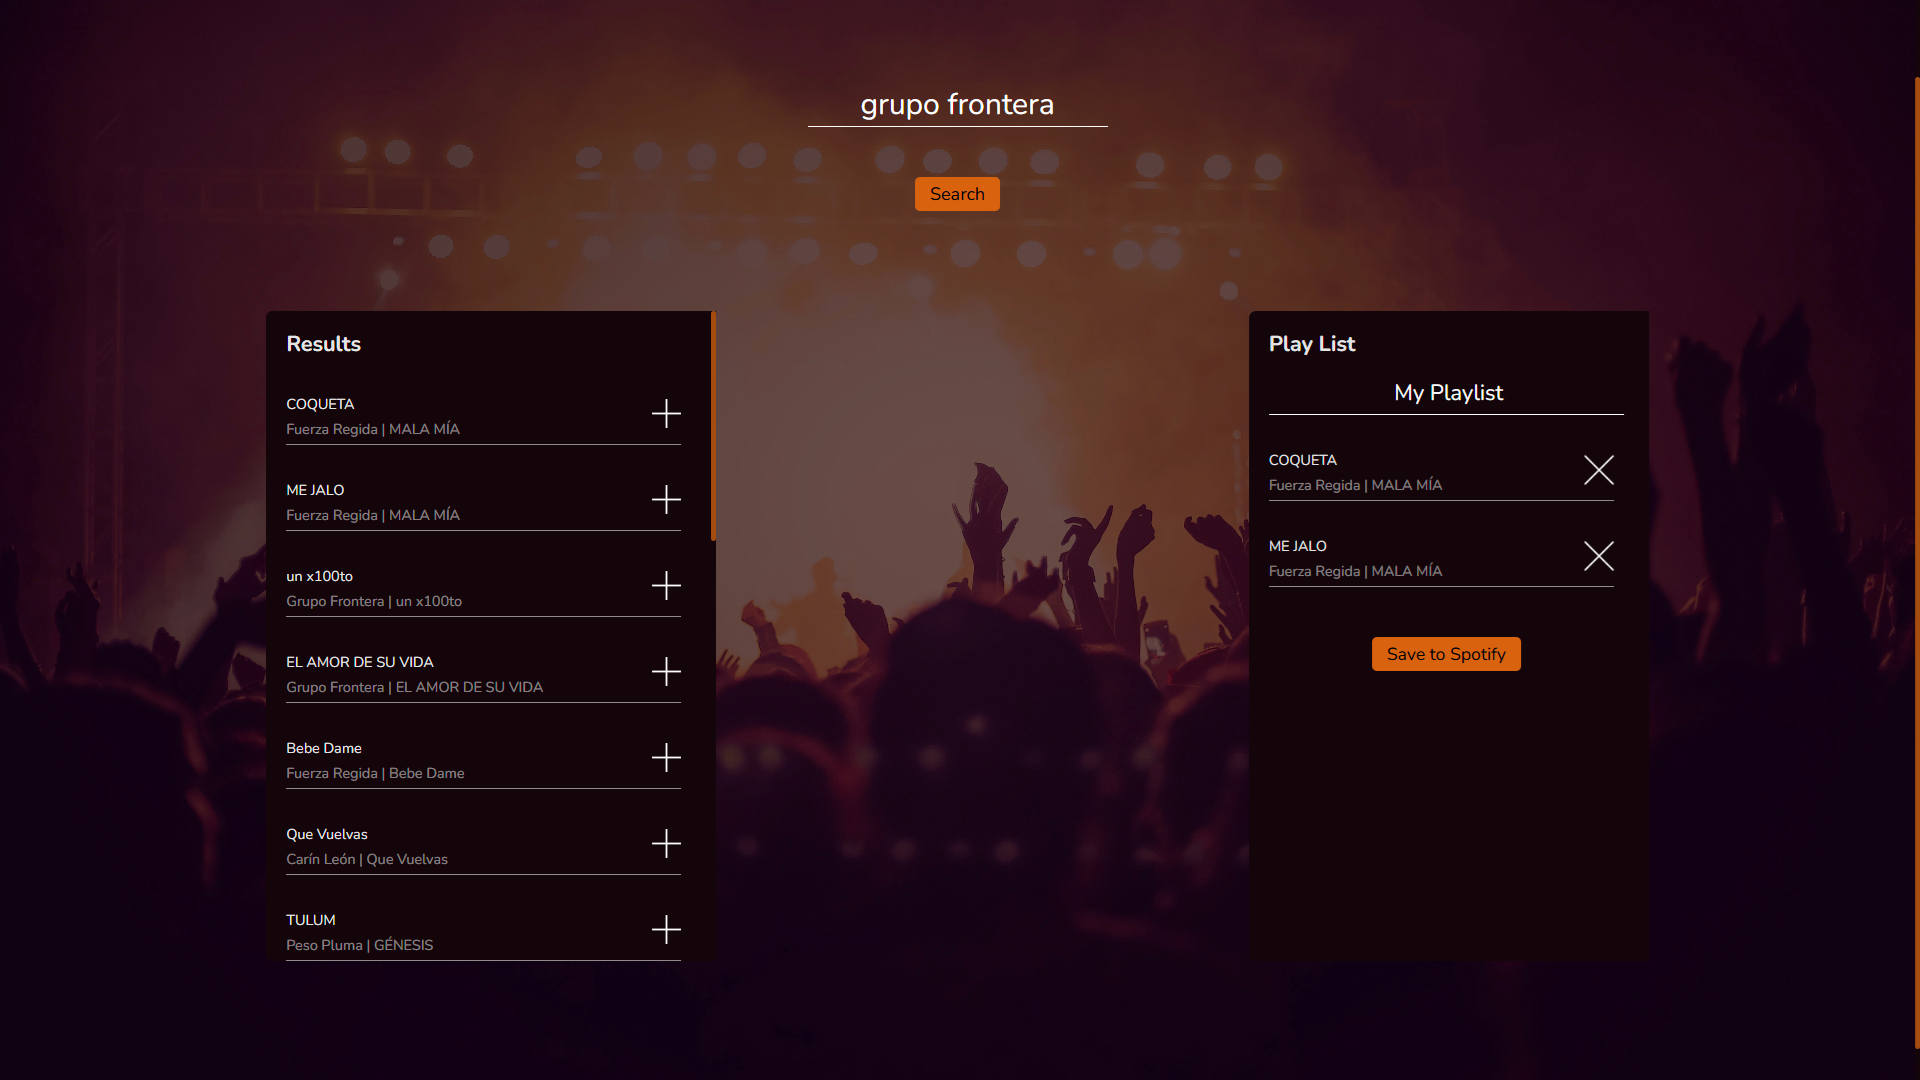 grupo frontera
Search
Results
COQUETA
Fuerza Regida | MALA MÍA
ME JALO
Fuerza Regida | MALA MÍA
un x100to
Grupo Frontera | un x100to
EL AMOR DE SU VIDA
Grupo Frontera | EL AMOR DE SU VIDA
Bebe Dame
Fuerza Regida | Bebe Dame
Que Vuelvas
Carín León | Que Vuelvas
TULUM
Peso Pluma | GÉNESIS
Play List
My Playlist
COQUETA
Fuerza Regida | MALA MÍA
ME JALO
Fuerza Regida | MALA MÍA
Save to Spotify